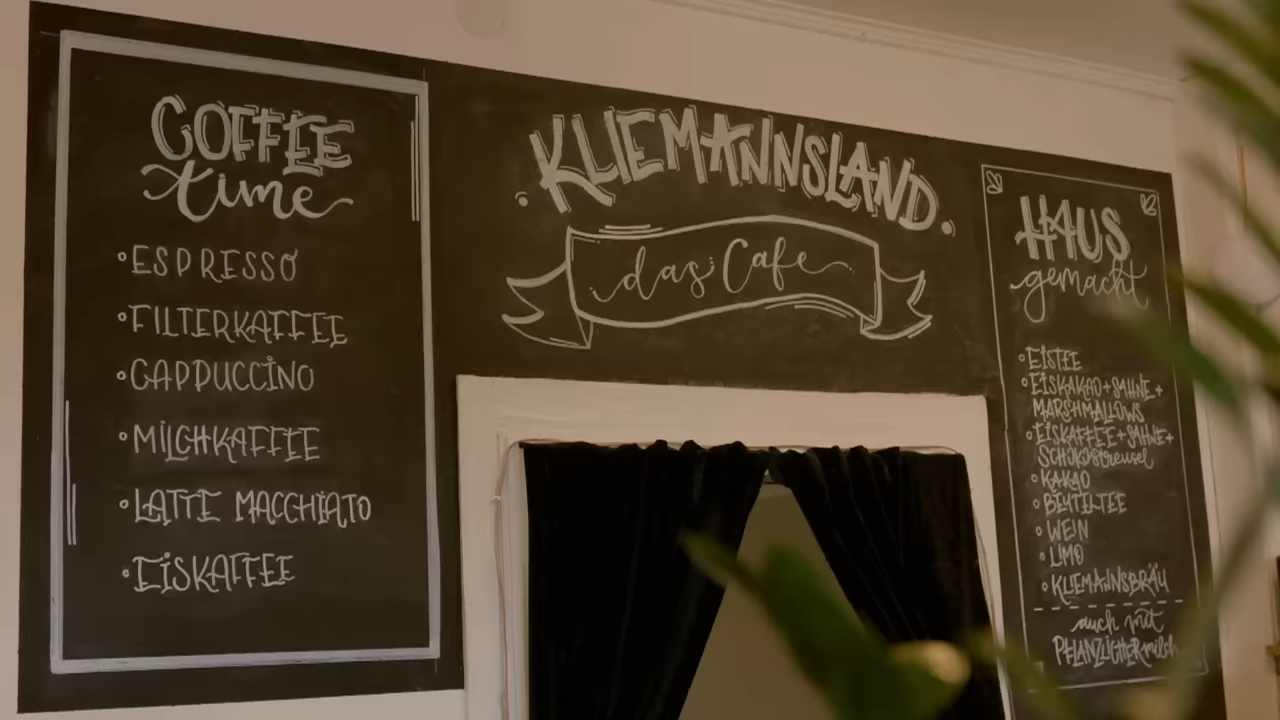 COFFEE
time
•ESPRESSO
•FILTERKAFFEE
•CAPPUCCINO
•MILCHKAFFEE
•LATTE MACCHIATO
•EISKAFFEE
•KLIEMANNSLAND•
das Cafe
HAUS
gemacht
•EISTEE
•EISKAKAO+SAHNE+
MARSHMALLOWS
•EISKAFFEE+SAHNE+
SCHOKOstreusel
•KAKAO
•BEUTELTEE
•WEIN
•LIMO
•KLIEMANNSBRÄU
auch mit
PFLANZLICHER milch